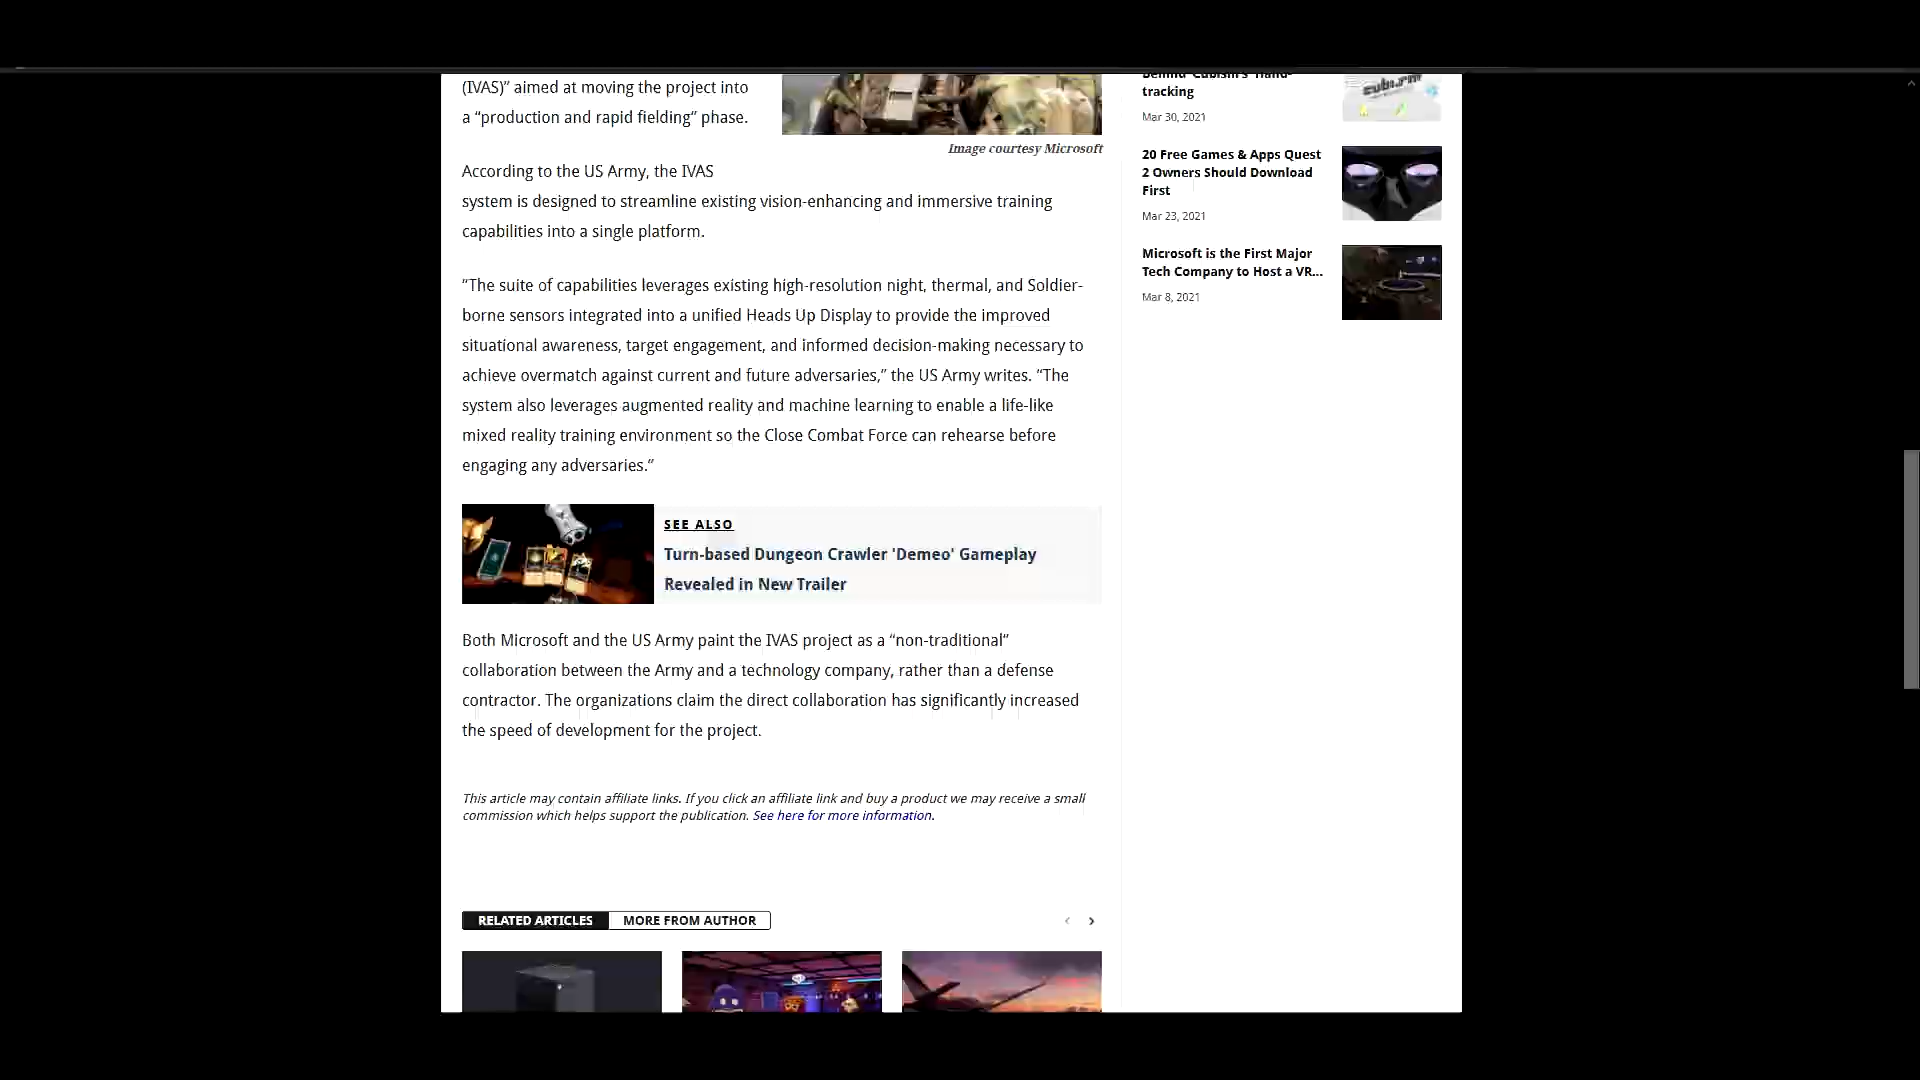 (IVAS)” aimed at moving the project into
a “production and rapid fielding” phase.
Image courtesy Microsoft
According to the US Army, the IVAS
system is designed to streamline existing vision-enhancing and immersive training
capabilities into a single platform.
“The suite of capabilities leverages existing high-resolution night, thermal, and Soldier-
borne sensors integrated into a unified Heads Up Display to provide the improved
situational awareness, target engagement, and informed decision-making necessary to
achieve overmatch against current and future adversaries,” the US Army writes. “The
system also leverages augmented reality and machine learning to enable a life-like
mixed reality training environment so the Close Combat Force can rehearse before
engaging any adversaries.”
SEE ALSO
Turn-based Dungeon Crawler 'Demeo' Gameplay
Revealed in New Trailer
Both Microsoft and the US Army paint the IVAS project as a “non-traditional”
collaboration between the Army and a technology company, rather than a defense
contractor. The organizations claim the direct collaboration has significantly increased
the speed of development for the project.
This article may contain affiliate links. If you click an affiliate link and buy a product we may receive a small
commission which helps support the publication. See here for more information.
RELATED ARTICLES
MORE FROM AUTHOR
Behind 'Cubism's' Hand-
tracking
Mar 30, 2021
20 Free Games & Apps Quest
2 Owners Should Download
First
Mar 23, 2021
Microsoft is the First Major
Tech Company to Host a VR...
Mar 8, 2021